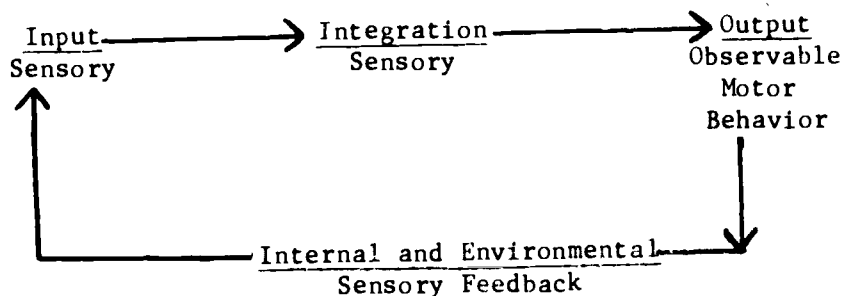 Input
Sensory
Integration
Sensory
Output
Observable
Motor
Behavior
Internal and Environmental
Sensory Feedback